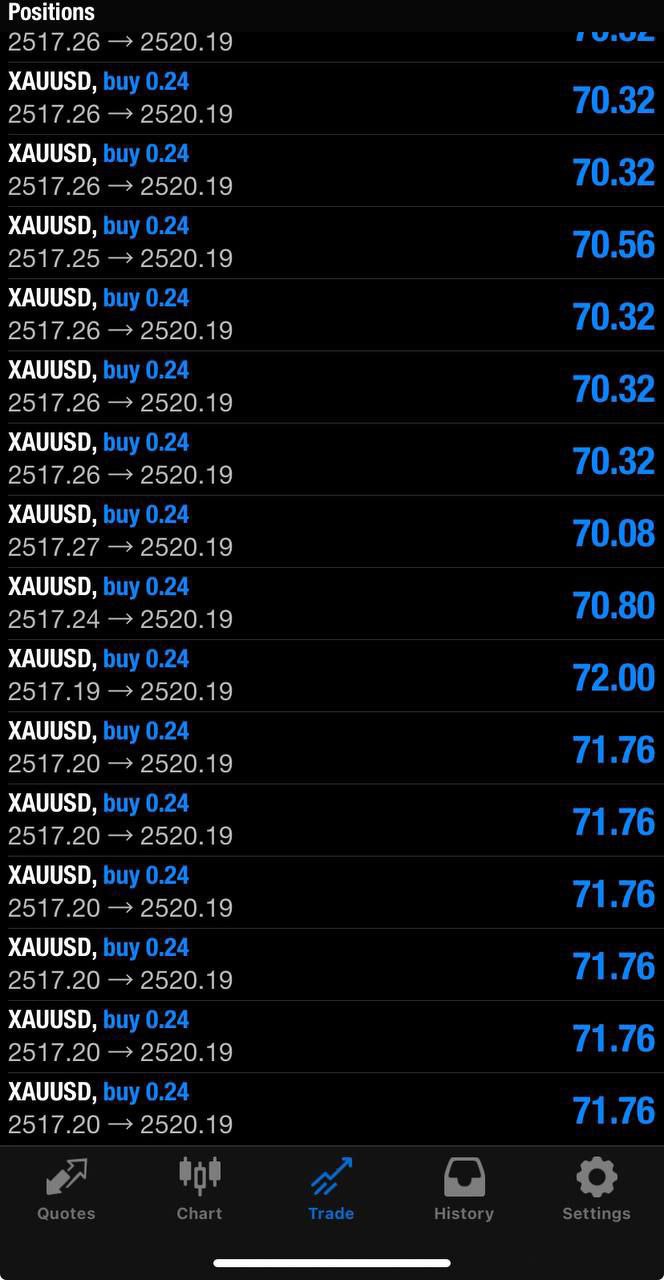 Positions
2517.26 → 2520.19
XAUUSD, buy 0.24
70.32
2517.26 → 2520.19
XAUUSD, buy 0.24
70.32
2517.26 → 2520.19
XAUUSD, buy 0.24
70.56
2517.25 → 2520.19
XAUUSD, buy 0.24
70.32
2517.26 → 2520.19
XAUUSD, buy 0.24
70.32
2517.26 → 2520.19
XAUUSD, buy 0.24
70.32
2517.26 → 2520.19
XAUUSD, buy 0.24
70.08
2517.27 → 2520.19
XAUUSD, buy 0.24
70.80
2517.24 → 2520.19
XAUUSD, buy 0.24
72.00
2517.19 → 2520.19
XAUUSD, buy 0.24
71.76
2517.20 → 2520.19
XAUUSD, buy 0.24
71.76
2517.20 → 2520.19
XAUUSD, buy 0.24
71.76
2517.20 → 2520.19
XAUUSD, buy 0.24
71.76
2517.20 → 2520.19
XAUUSD, buy 0.24
71.76
2517.20 → 2520.19
XAUUSD, buy 0.24
71.76
2517.20 → 2520.19
Quotes
Chart
Trade
History
Settings